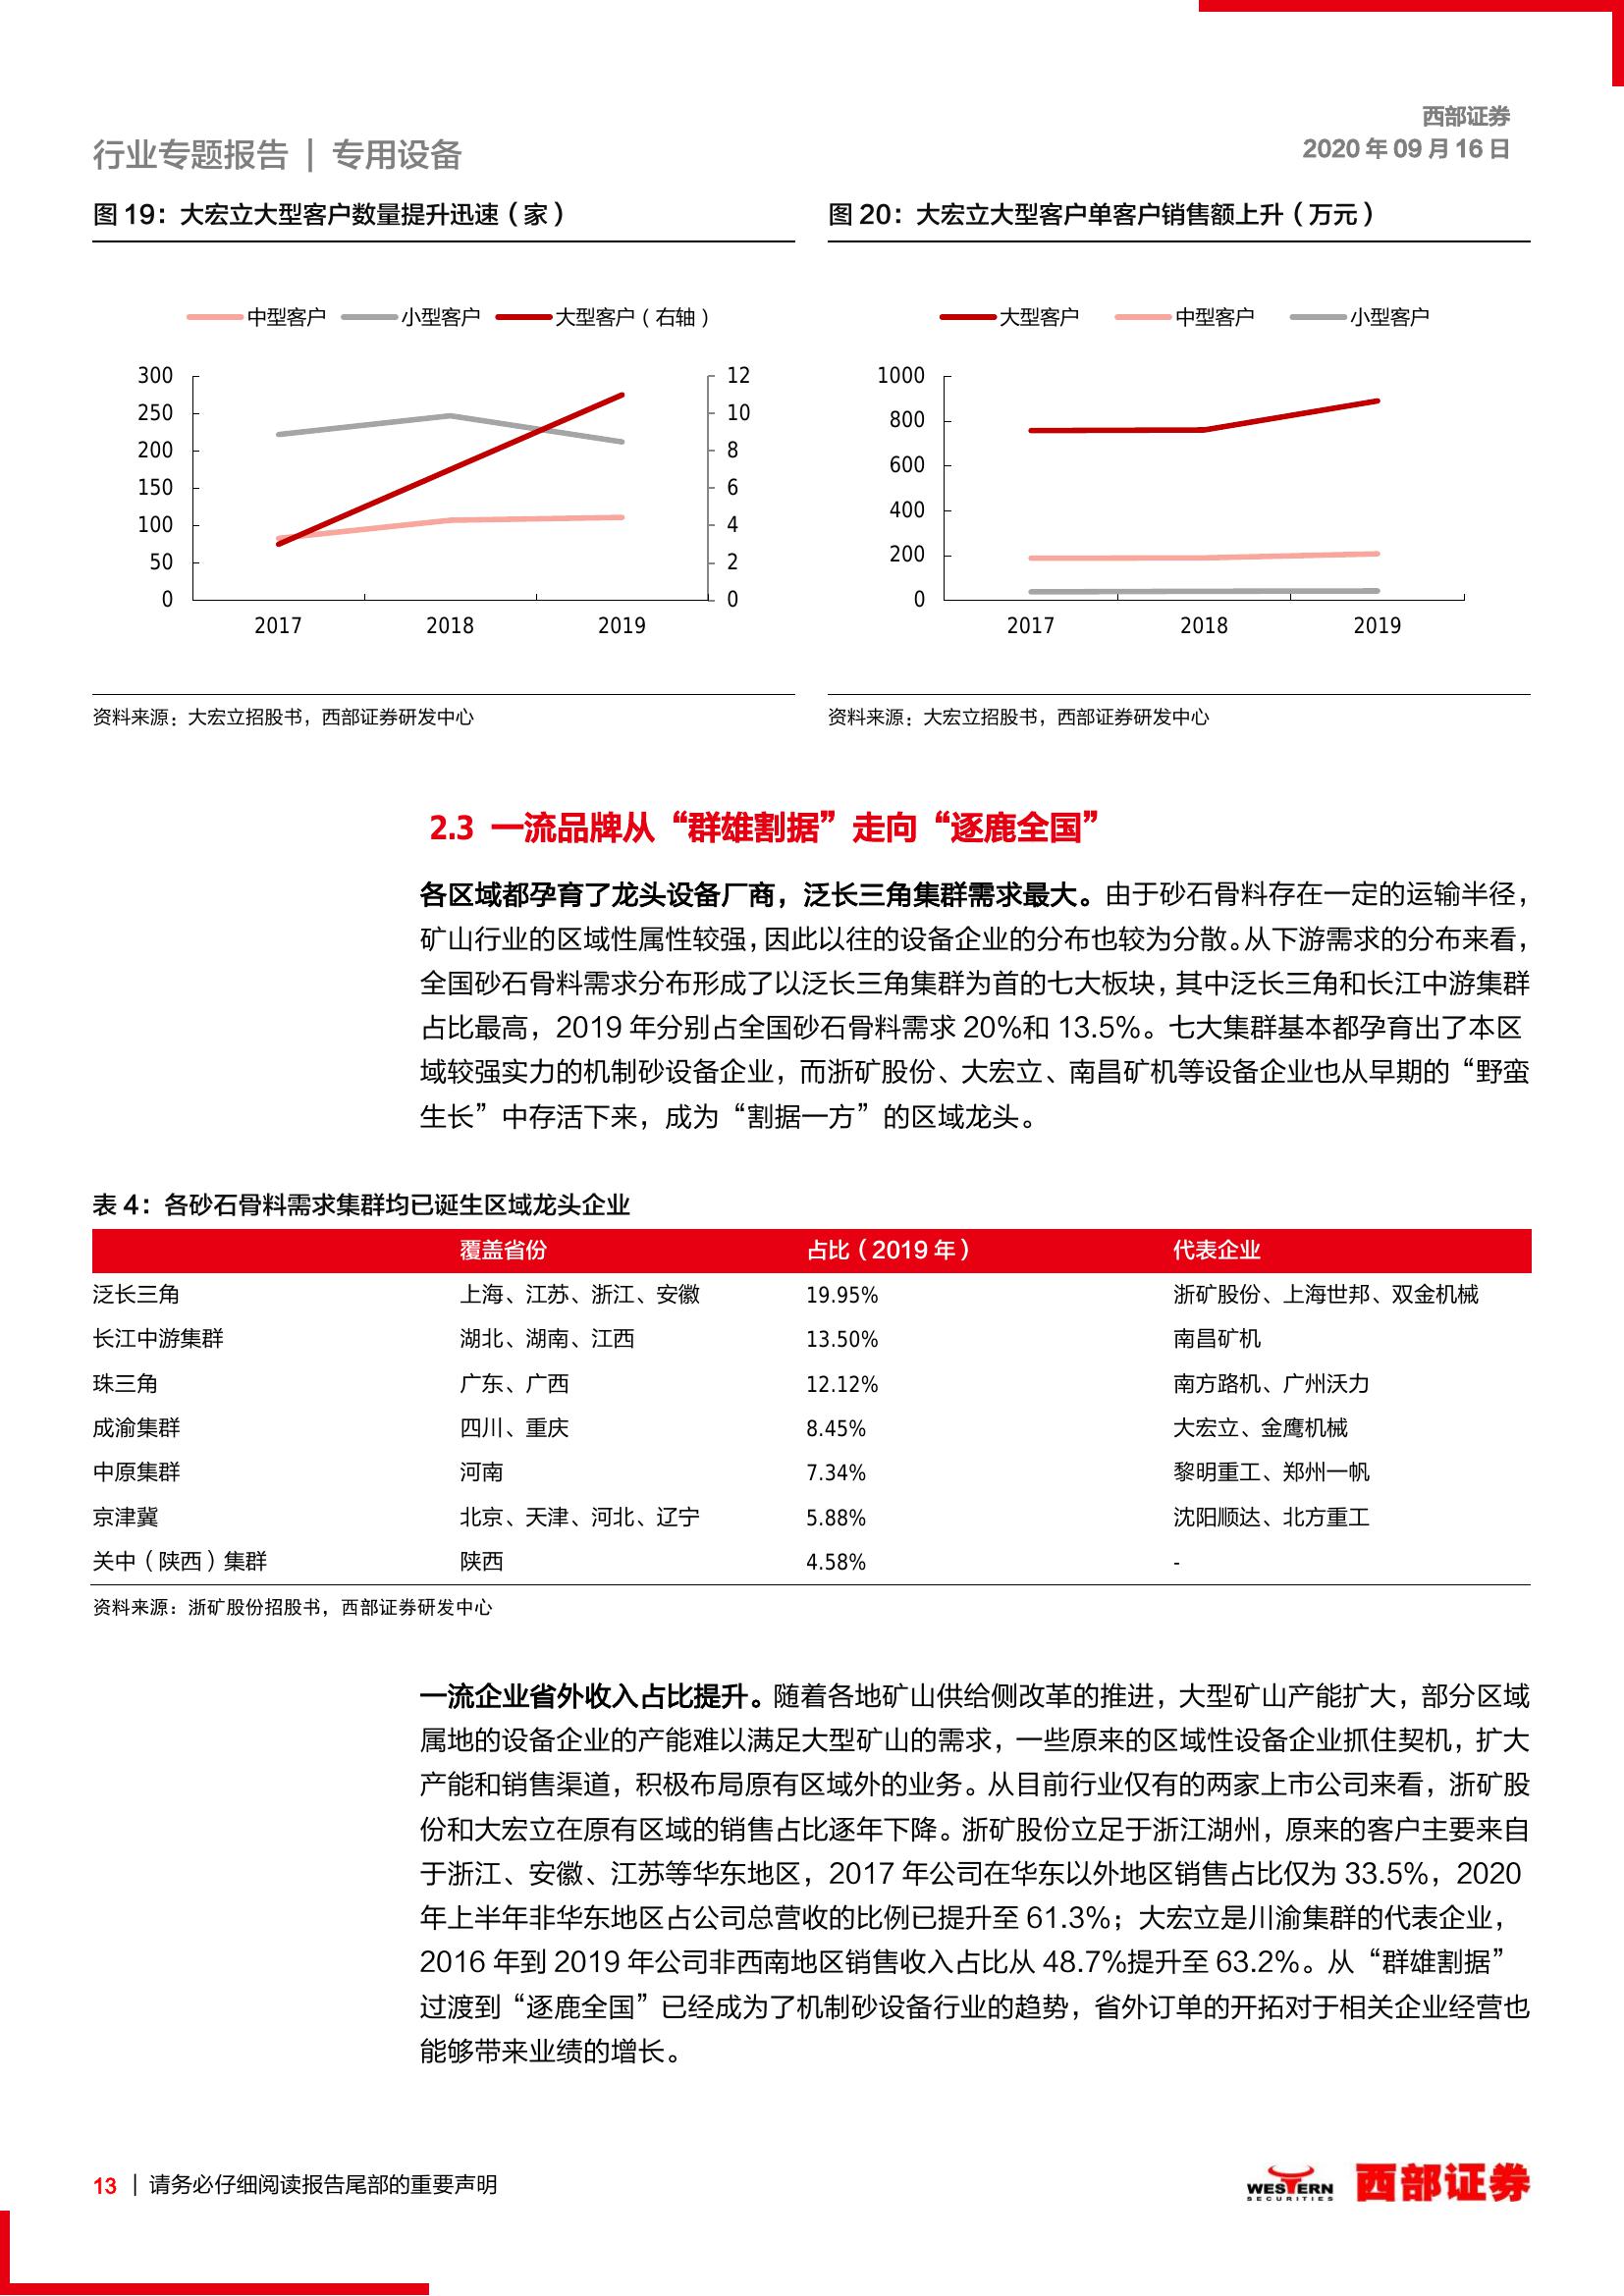 西部证券
行业专题报告 | 专用设备
2020 年 09 月 16 日
图 19：大宏立大型客户数量提升迅速（家）
中型客户 小型客户 大型客户（右轴）
300
250
200
150
100
50
0
12
10
8
6
4
2
0
2017 2018 2019
资料来源：大宏立招股书，西部证券研发中心
图 20：大宏立大型客户单客户销售额上升（万元）
大型客户 中型客户 小型客户
1000
800
600
400
200
0
2017 2018 2019
资料来源：大宏立招股书，西部证券研发中心
2.3 一流品牌从“群雄割据”走向“逐鹿全国”
各区域都孕育了龙头设备厂商，泛长三角集群需求最大。由于砂石骨料存在一定的运输半径，
矿山行业的区域性属性较强，因此以往的设备企业的分布也较为分散。从下游需求的分布来看，
全国砂石骨料需求分布形成了以泛长三角集群为首的七大板块，其中泛长三角和长江中游集群
占比最高，2019 年分别占全国砂石骨料需求 20%和 13.5%。七大集群基本都孕育出了本区
域较强实力的机制砂设备企业，而浙矿股份、大宏立、南昌矿机等设备企业也从早期的“野蛮
生长”中存活下来，成为“割据一方”的区域龙头。
表 4：各砂石骨料需求集群均已诞生区域龙头企业
覆盖省份 占比（2019 年） 代表企业
泛长三角 上海、江苏、浙江、安徽 19.95% 浙矿股份、上海世邦、双金机械
长江中游集群 湖北、湖南、江西 13.50% 南昌矿机
珠三角 广东、广西 12.12% 南方路机、广州沃力
成渝集群 四川、重庆 8.45% 大宏立、金鹰机械
中原集群 河南 7.34% 黎明重工、郑州一帆
京津冀 北京、天津、河北、辽宁 5.88% 沈阳顺达、北方重工
关中（陕西）集群 陕西 4.58% -
资料来源：浙矿股份招股书，西部证券研发中心
一流企业省外收入占比提升。随着各地矿山供给侧改革的推进，大型矿山产能扩大，部分区域
属地的设备企业的产能难以满足大型矿山的需求，一些原来的区域性设备企业抓住契机，扩大
产能和销售渠道，积极布局原有区域外的业务。从目前行业仅有的两家上市公司来看，浙矿股
份和大宏立在原有区域的销售占比逐年下降。浙矿股份立足于浙江湖州，原来的客户主要来自
于浙江、安徽、江苏等华东地区，2017 年公司在华东以外地区销售占比仅为 33.5%，2020
年上半年非华东地区占公司总营收的比例已提升至 61.3%；大宏立是川渝集群的代表企业，
2016 年到 2019 年公司非西南地区销售收入占比从 48.7%提升至 63.2%。从“群雄割据”
过渡到“逐鹿全国”已经成为了机制砂设备行业的趋势，省外订单的开拓对于相关企业经营也
能够带来业绩的增长。
13 | 请务必仔细阅读报告尾部的重要声明
WESTERN
SECURITIES
西部证券